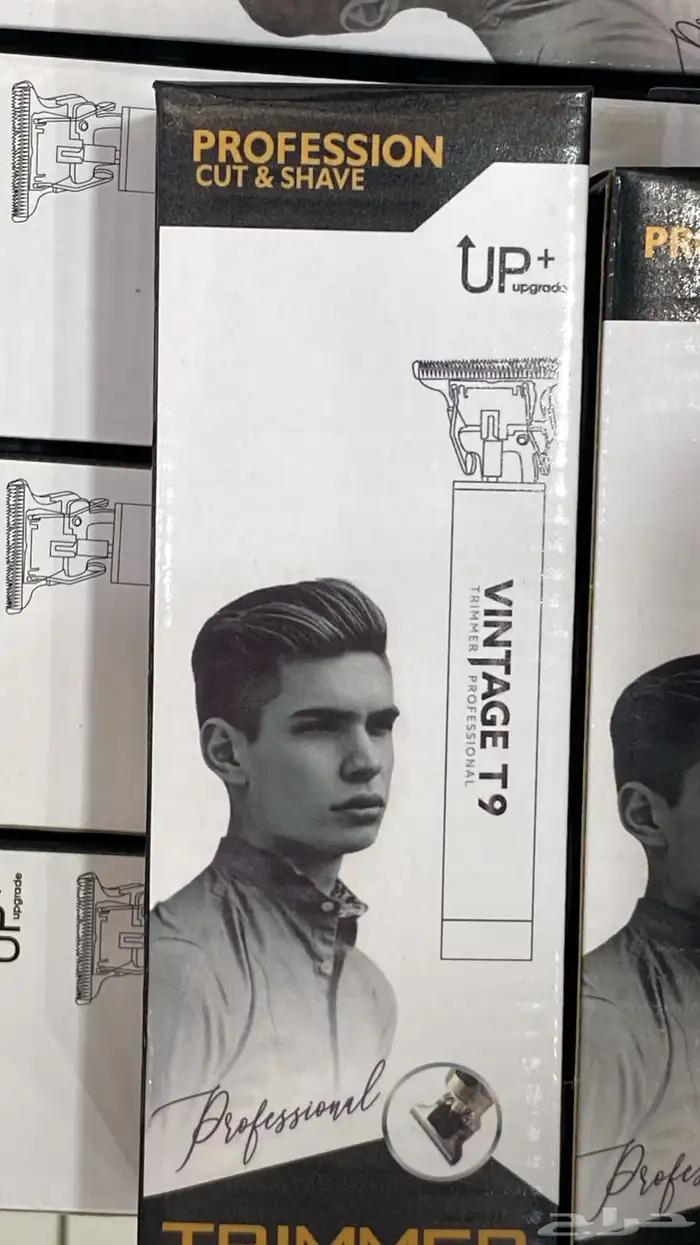 PROFESSION
CUT & SHAVE
UP+
upgrade
VINTAGE T9
TRIMMER PROFESSIONAL
Professional
TRIMMER
UP+
upgrade
حراج